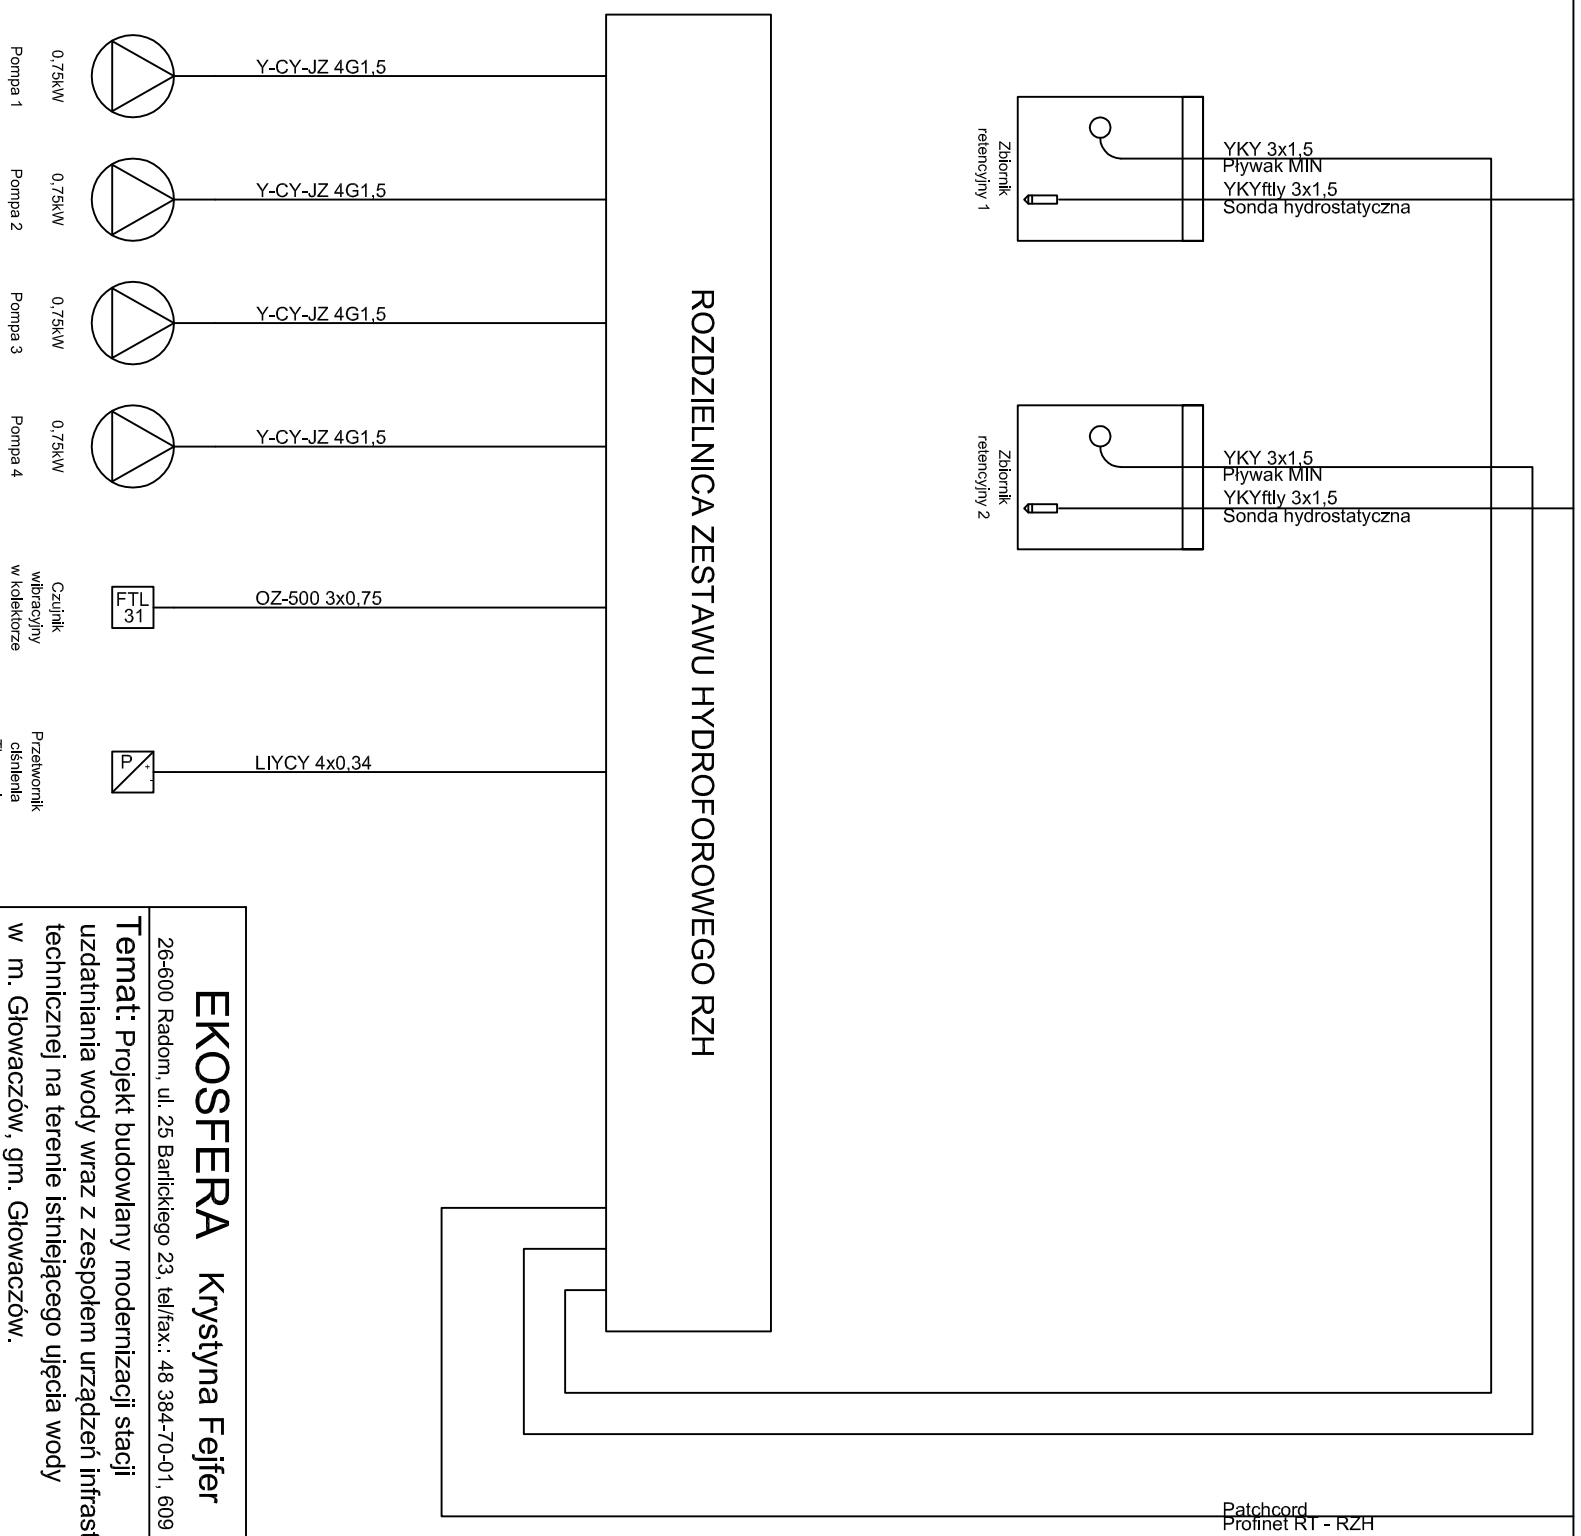 0,75kW
Pompa 1
Y-CY-JZ 4G1,5
0,75kW
Pompa 2
Y-CY-JZ 4G1,5
0,75kW
Pompa 3
Y-CY-JZ 4G1,5
0,75kW
Pompa 4
Y-CY-JZ 4G1,5
Czujnik
wibracyjny
w kolektorze
FTL
31
OZ-500 3x0,75
Przetwornik
ciśnienia
P
+
-
LIYCY 4x0,34
ROZDZIELNICA ZESTAWU HYDROFOROWEGO RZH
Zbiornik
retencyjny 1
YKY 3x1,5
Pływak MIN
YKYftly 3x1,5
Sonda hydrostatyczna
Zbiornik
retencyjny 2
YKY 3x1,5
Pływak MIN
YKYftly 3x1,5
Sonda hydrostatyczna
Patchcord
Profinet RT - RZH
EKOSFERA Krystyna Fejfer
26-600 Radom, ul. 25 Barlickiego 23, tel/fax.: 48 384-70-01, 609
Temat: Projekt budowlany modernizacji stacji
uzdatniania wody wraz z zespołem urządzeń infrast
technicznej na terenie istniejącego ujęcia wody
w m. Głowaczów, gm. Głowaczów.